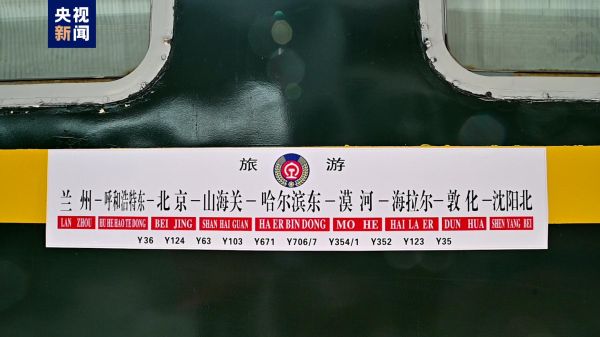 央视
新闻
旅 游
兰州-呼和浩特东-北京-山海关-哈尔滨东-漠河-海拉尔-敦化-沈阳北
LAN ZHOU HU HE HAO TE DONG BEI JING SHAN HAI GUAN HA ER BIN DONG MO HE HAI LA ER DUN HUA SHEN YANG BEI
Y36 Y124 Y63 Y103 Y671 Y706/7 Y354/1 Y352 Y123 Y35